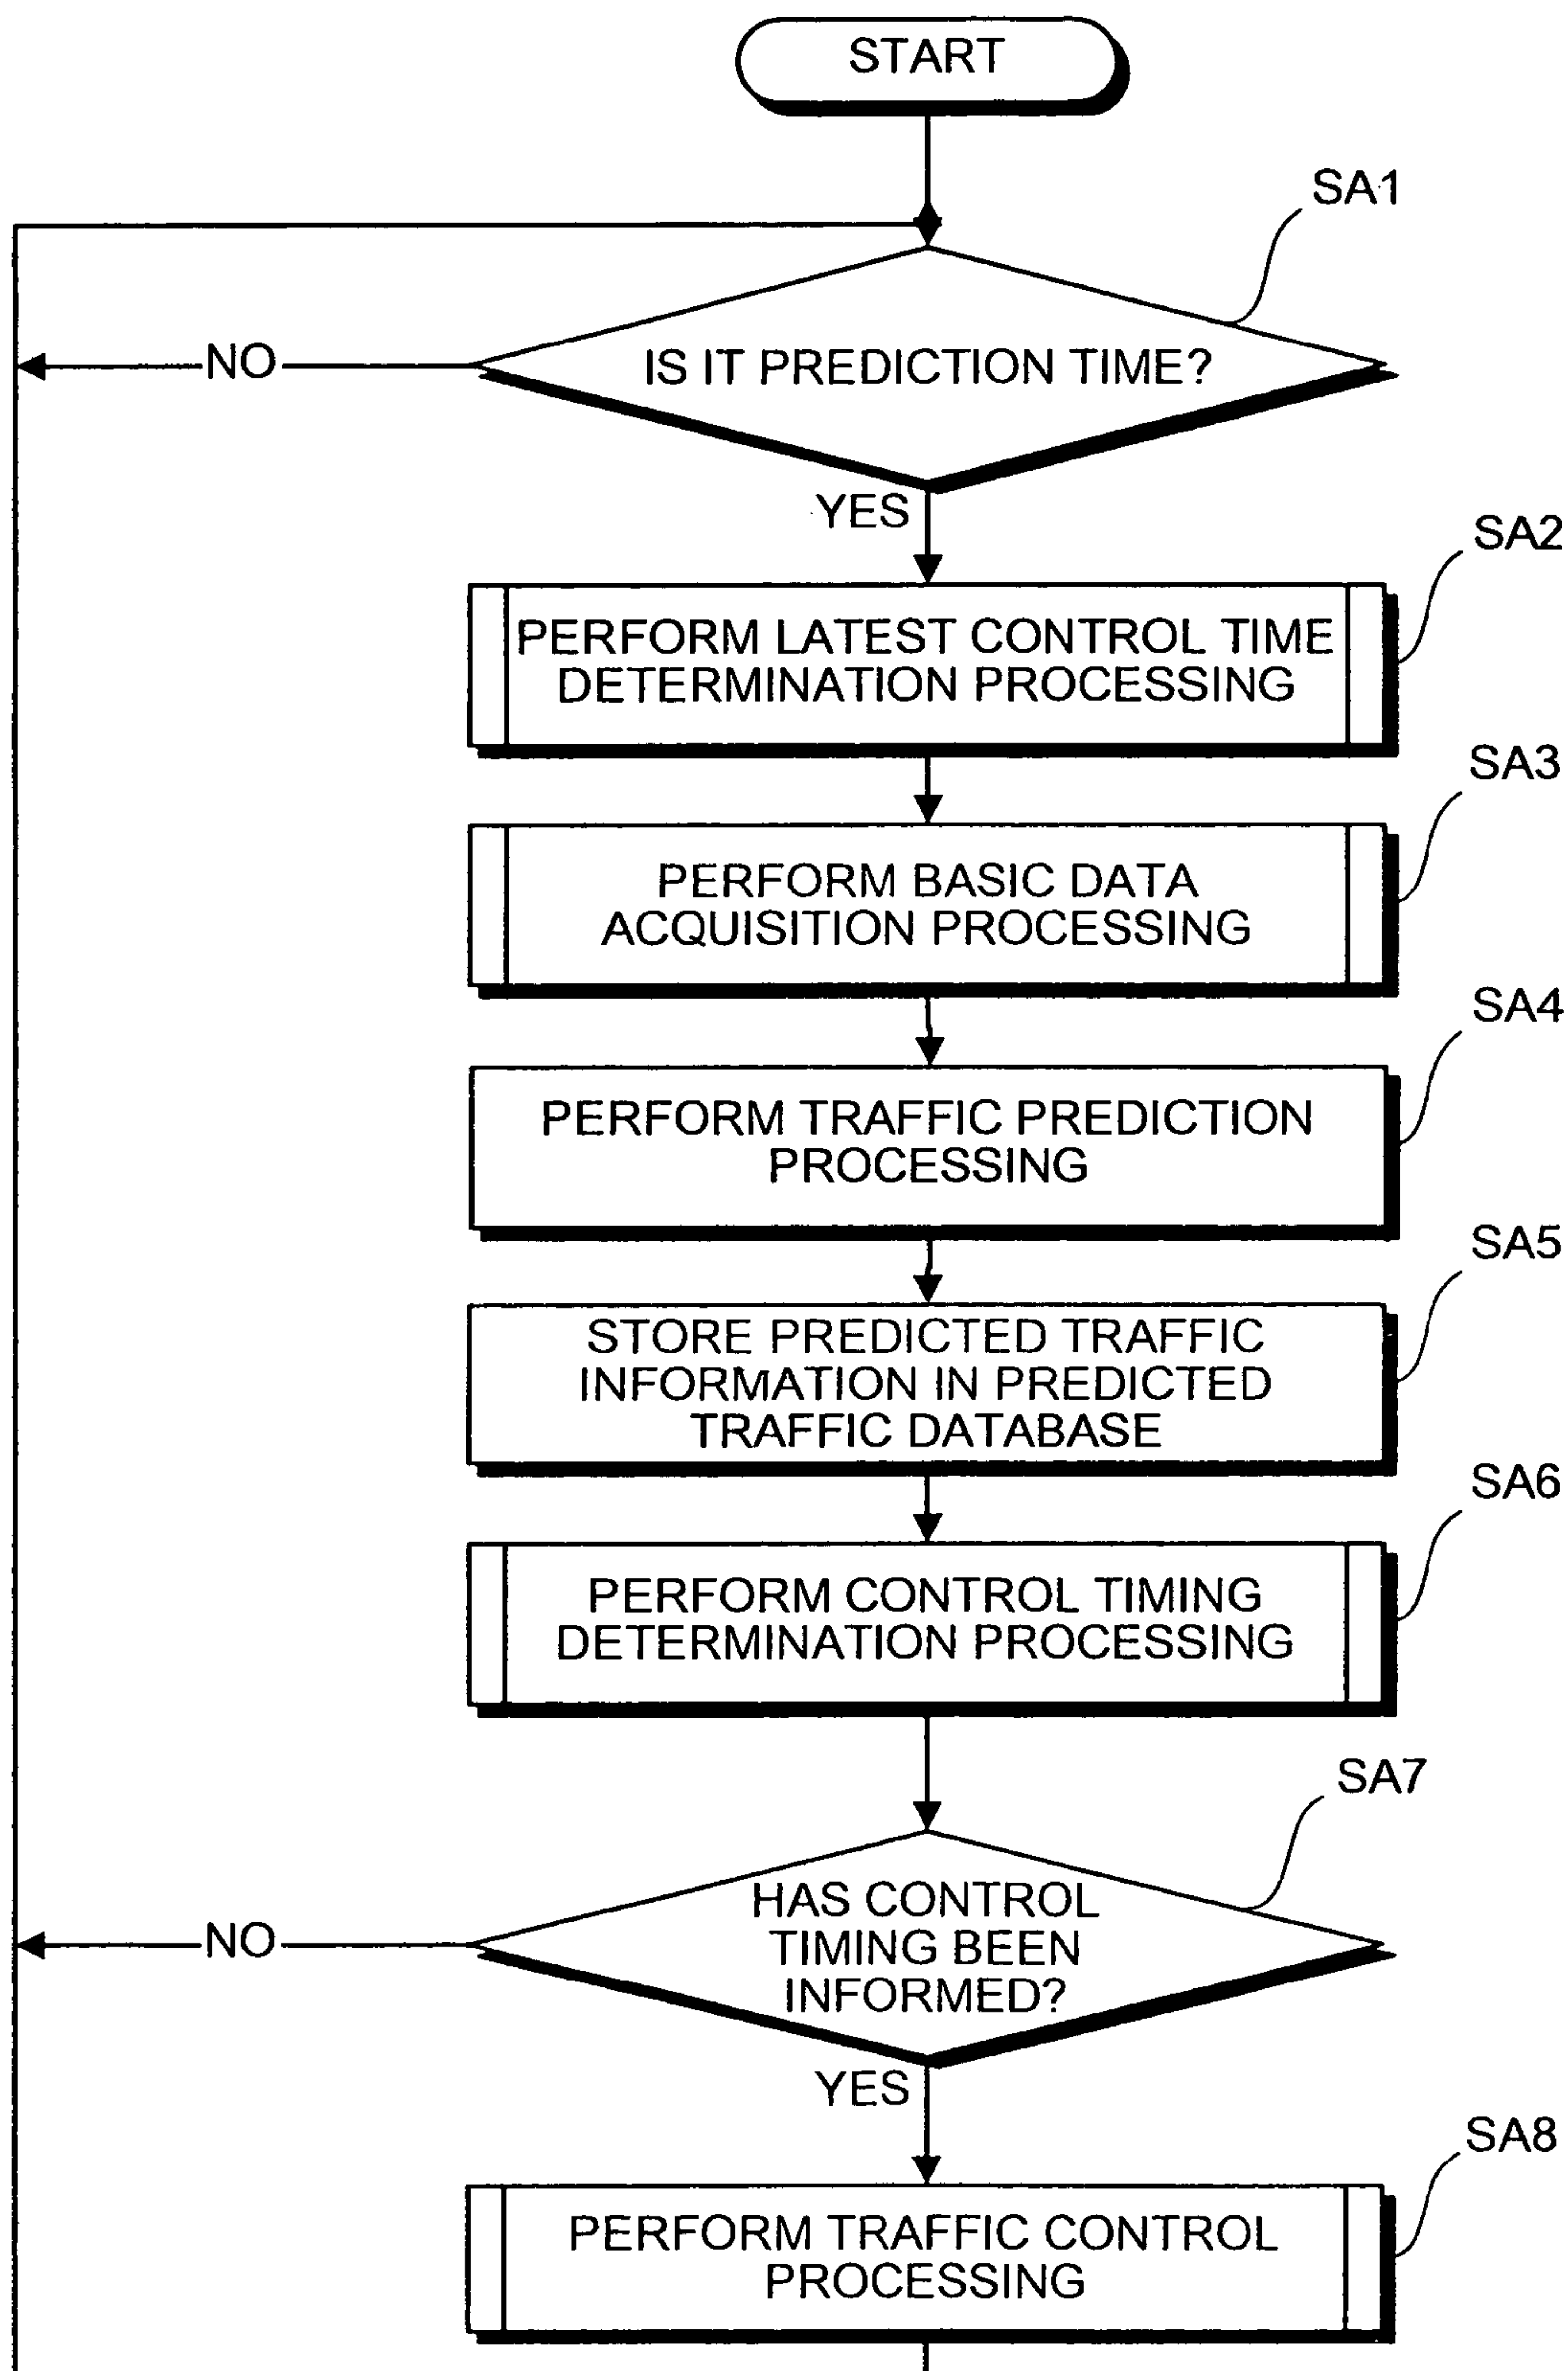 START
SA1
IS IT PREDICTION TIME?
NO
YES
SA2
PERFORM LATEST CONTROL TIME
DETERMINATION PROCESSING
SA3
PERFORM BASIC DATA
ACQUISITION PROCESSING
SA4
PERFORM TRAFFIC PREDICTION
PROCESSING
SA5
STORE PREDICTED TRAFFIC
INFORMATION IN PREDICTED
TRAFFIC DATABASE
SA6
PERFORM CONTROL TIMING
DETERMINATION PROCESSING
SA7
HAS CONTROL
TIMING BEEN
INFORMED?
NO
YES
SA8
PERFORM TRAFFIC CONTROL
PROCESSING